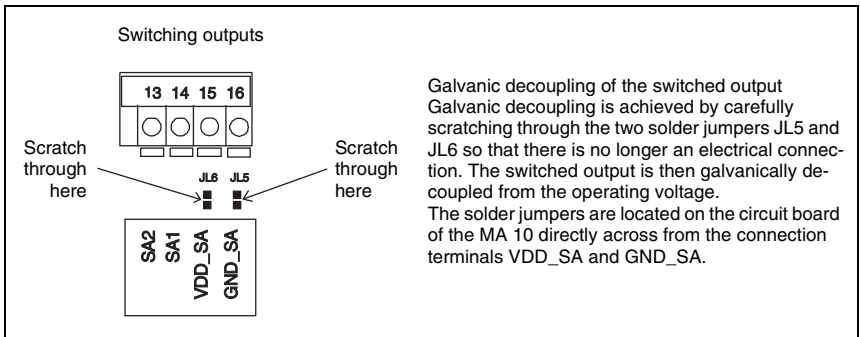 Switching outputs
13 14 15 16
Scratch
through
here
JL6 JL5
Scratch
through
here
SA2
SA1
VDD_SA
GND_SA
Galvanic decoupling of the switched output
Galvanic decoupling is achieved by carefully
scratching through the two solder jumpers JL5 and
JL6 so that there is no longer an electrical connec-
tion. The switched output is then galvanically de-
coupled from the operating voltage.
The solder jumpers are located on the circuit board
of the MA 10 directly across from the connection
terminals VDD_SA and GND_SA.